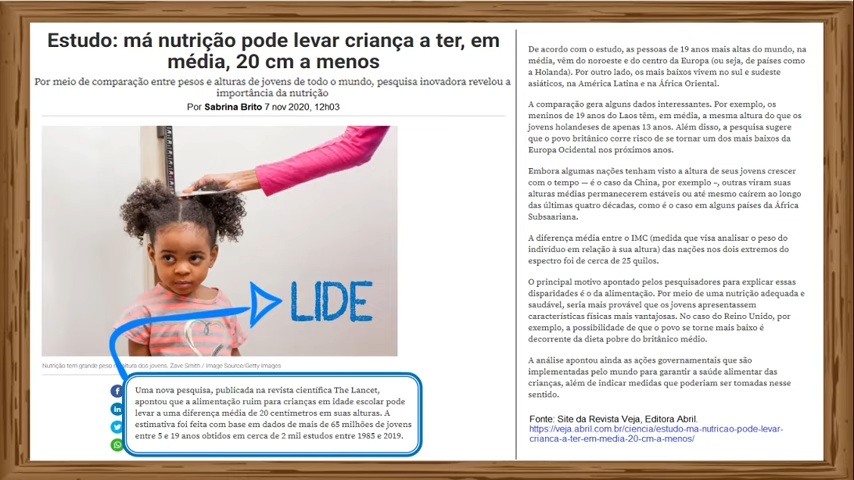 Estudo: má nutrição pode levar criança a ter, em
média, 20 cm a menos
Por meio de comparação entre pesos e alturas de jovens de todo o mundo, pesquisa inovadora revelou a
importância da nutrição
Por Sabrina Brito 7 nov 2020, 12h03
LIDE
Nutrição tem grande peso na altura dos jovens. Zave Smith / Image Source/Getty Images
Uma nova pesquisa, publicada na revista científica The Lancet,
apontou que a alimentação ruim para crianças em idade escolar pode
levar a uma diferença média de 20 centímetros em suas alturas. A
estimativa foi feita com base em dados de mais de 65 milhões de jovens
entre 5 e 19 anos obtidos em cerca de 2 mil estudos entre 1985 e 2019.
De acordo com o estudo, as pessoas de 19 anos mais altas do mundo, na
média, vêm do noroeste e do centro da Europa (ou seja, de países como
a Holanda). Por outro lado, os mais baixos vivem no sul e sudeste
asiáticos, na América Latina e na África Oriental.
A comparação gera alguns dados interessantes. Por exemplo, os
meninos de 19 anos do Laos têm, em média, a mesma altura do que os
jovens holandeses de apenas 13 anos. Além disso, a pesquisa sugere
que o povo britânico corre risco de se tornar um dos mais baixos da
Europa Ocidental nos próximos anos.
Embora algumas nações tenham visto a altura de seus jovens crescer
com o tempo — é o caso da China, por exemplo –, outras viram suas
alturas médias permanecerem estáveis ou até mesmo caírem ao longo
das últimas quatro décadas, como é o caso em alguns países da África
Subsaariana.
A diferença média entre o IMC (medida que visa analisar o peso do
indivíduo em relação à sua altura) das nações nos dois extremos do
espectro foi de cerca de 25 quilos.
O principal motivo apontado pelos pesquisadores para explicar essas
disparidades é o da alimentação. Por meio de uma nutrição adequada e
saudável, seria mais provável que os jovens apresentassem
características físicas mais vantajosas. No caso do Reino Unido, por
exemplo, a possibilidade de que o povo se torne mais baixo é
decorrente da dieta pobre do britânico médio.
A análise apontou ainda as ações governamentais que são
implementadas pelo mundo para garantir a saúde alimentar das
crianças, além de indicar medidas que poderiam ser tomadas nesse
sentido.
Fonte: Site da Revista Veja, Editora Abril.
https://veja.abril.com.br/ciencia/estudo-ma-nutricao-pode-levar-
crianca-a-ter-em-media-20-cm-a-menos/